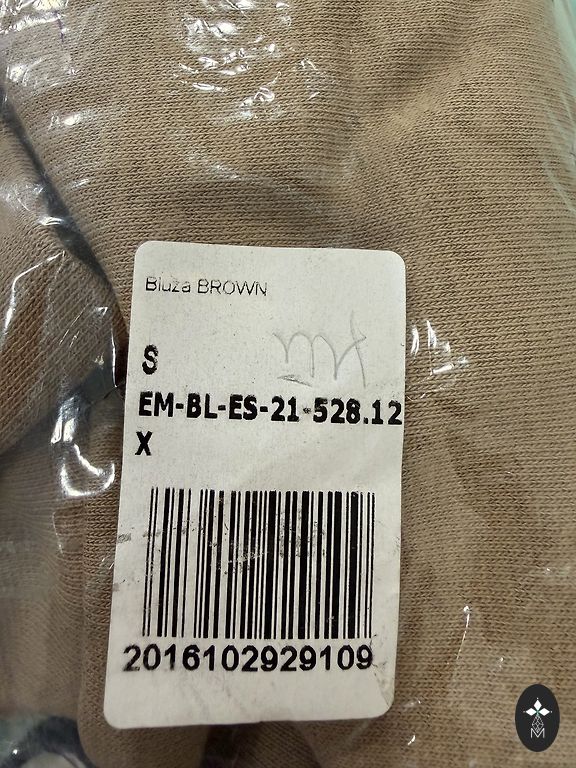 Bluza BROWN
S
EM-BL-ES-21-528.12
X
2016102929109